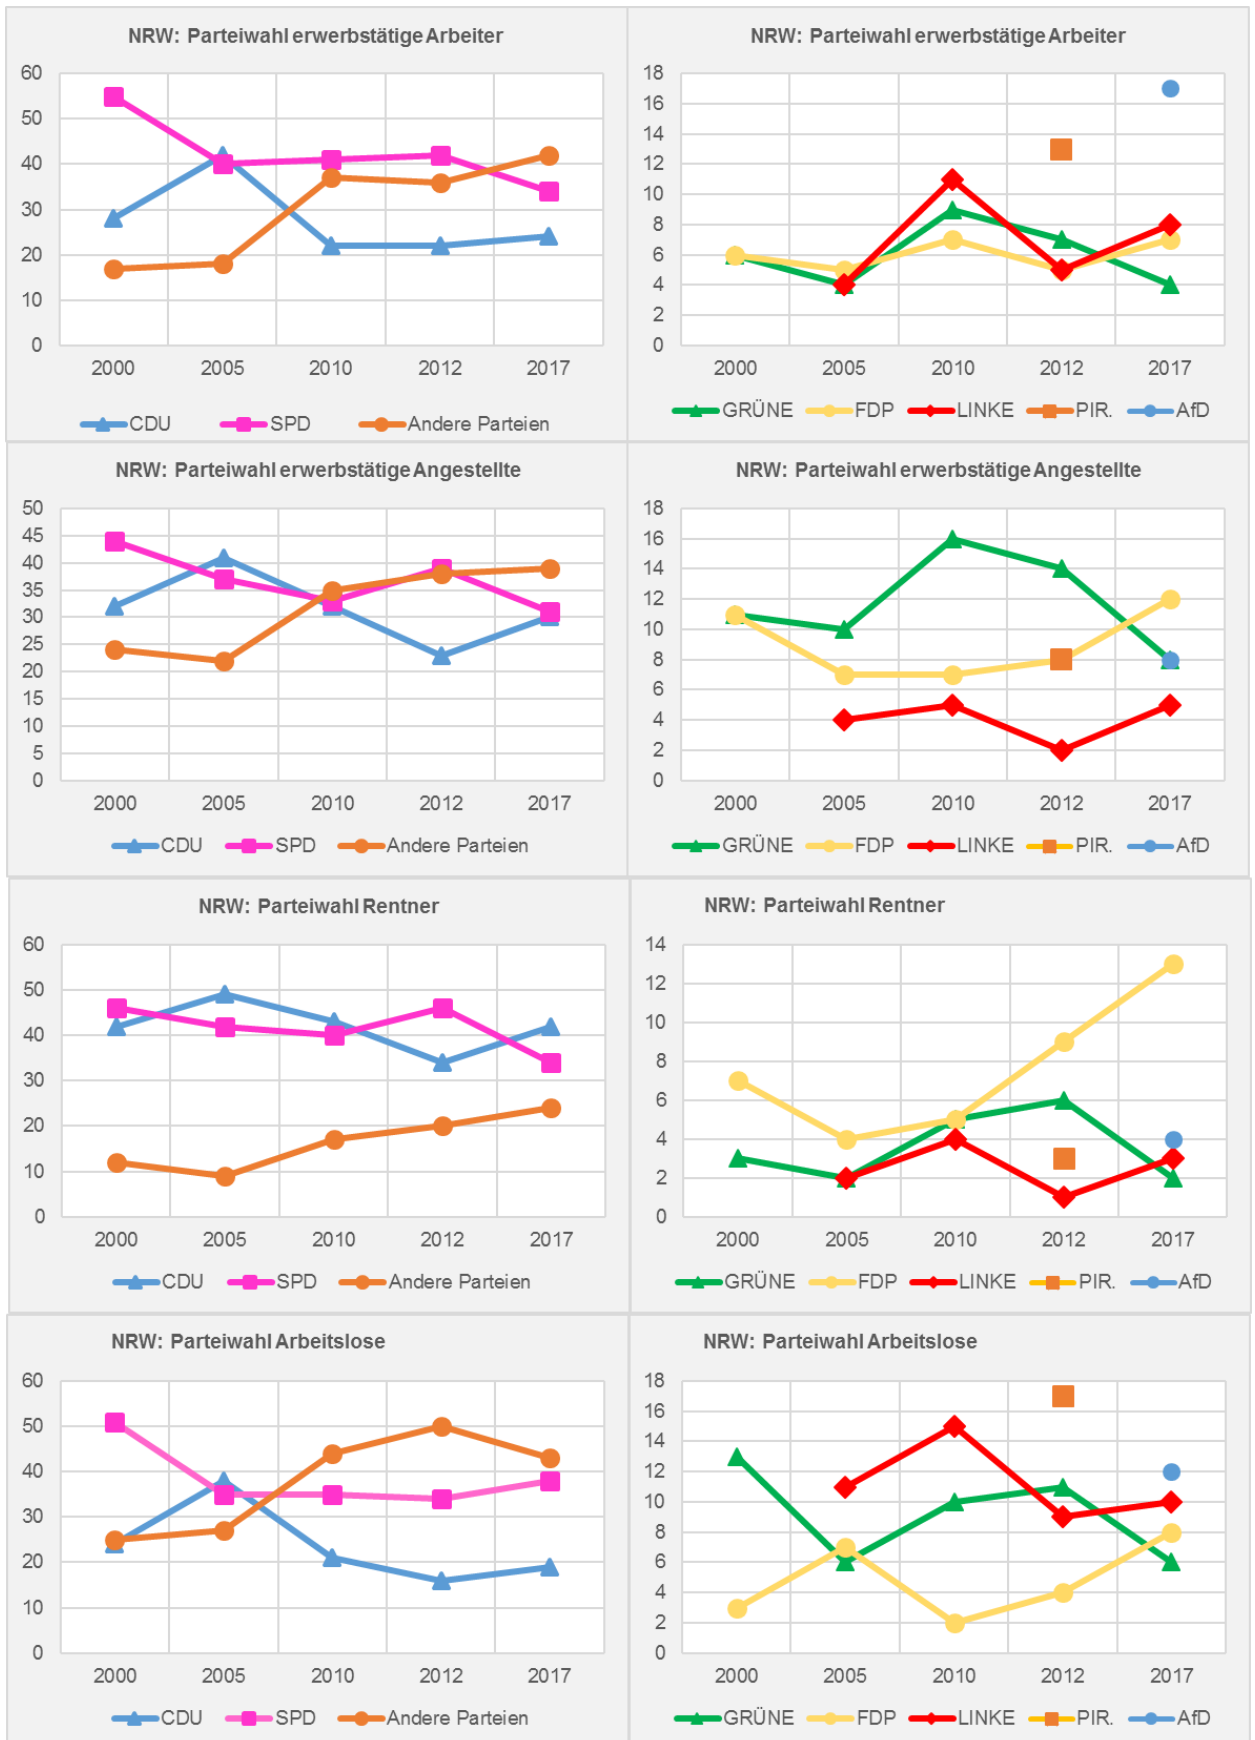 NRW: Parteiwahl erwerbstätige Arbeiter
60
50
40
30
20
10
0
2000 2005 2010 2012 2017
CDU SPD Andere Parteien
NRW: Parteiwahl erwerbstätige Arbeiter
18
16
14
12
10
8
6
4
2
0
2000 2005 2010 2012 2017
GRÜNE FDP LINKE PIR. AfD
NRW: Parteiwahl erwerbstätige Angestellte
50
45
40
35
30
25
20
15
10
5
0
2000 2005 2010 2012 2017
CDU SPD Andere Parteien
NRW: Parteiwahl erwerbstätige Angestellte
18
16
14
12
10
8
6
4
2
0
2000 2005 2010 2012 2017
GRÜNE FDP LINKE PIR. AfD
NRW: Parteiwahl Rentner
60
50
40
30
20
10
0
2000 2005 2010 2012 2017
CDU SPD Andere Parteien
NRW: Parteiwahl Rentner
14
12
10
8
6
4
2
0
2000 2005 2010 2012 2017
GRÜNE FDP LINKE PIR. AfD
NRW: Parteiwahl Arbeitslose
60
50
40
30
20
10
0
2000 2005 2010 2012 2017
CDU SPD Andere Parteien
NRW: Parteiwahl Arbeitslose
18
16
14
12
10
8
6
4
2
0
2000 2005 2010 2012 2017
GRÜNE FDP LINKE PIR. AfD